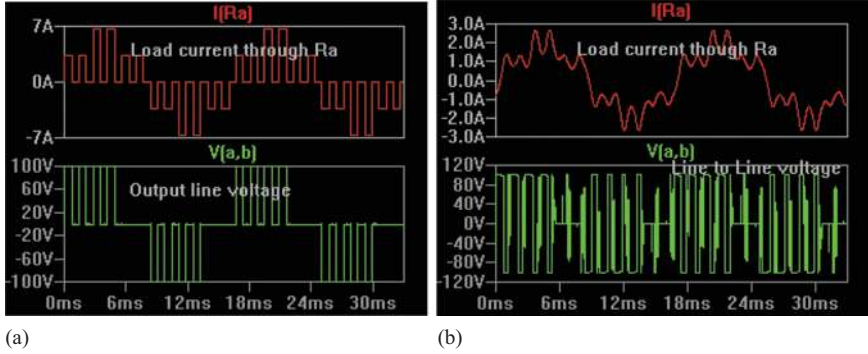 I(Ra)
7A
Load current through Ra
0A
-7A
V(a,b)
100V
60V
Output line voltage
20V
-20V
-60V
-100V
0ms 6ms 12ms 18ms 24ms 30ms
(a)
I(Ra)
3.0A
2.0A
Load current though Ra
1.0A
0.0A
-1.0A
-2.0A
-3.0A
V(a,b)
120V
Line to Line voltage
80V
40V
0V
-40V
-80V
-120V
0ms 6ms 12ms 18ms 24ms 30ms
(b)